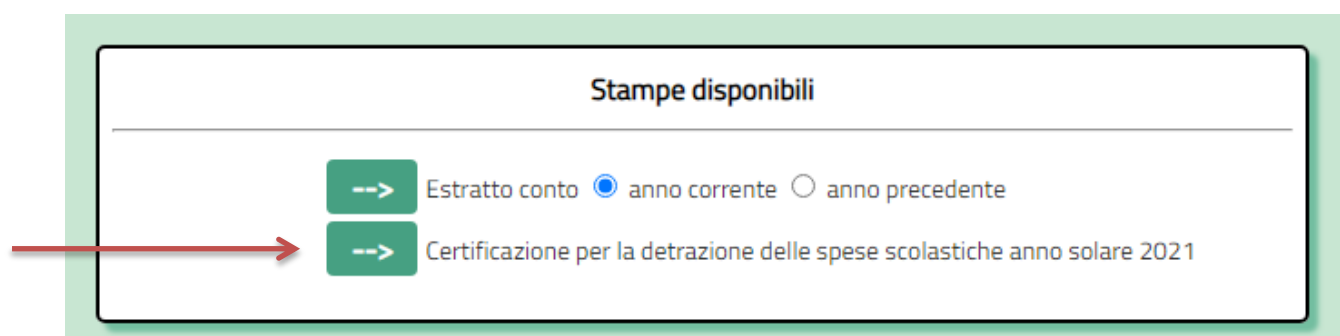 Stampe disponibili
--> Estratto conto anno corrente anno precedente
--> Certificazione per la detrazione delle spese scolastiche anno solare 2021